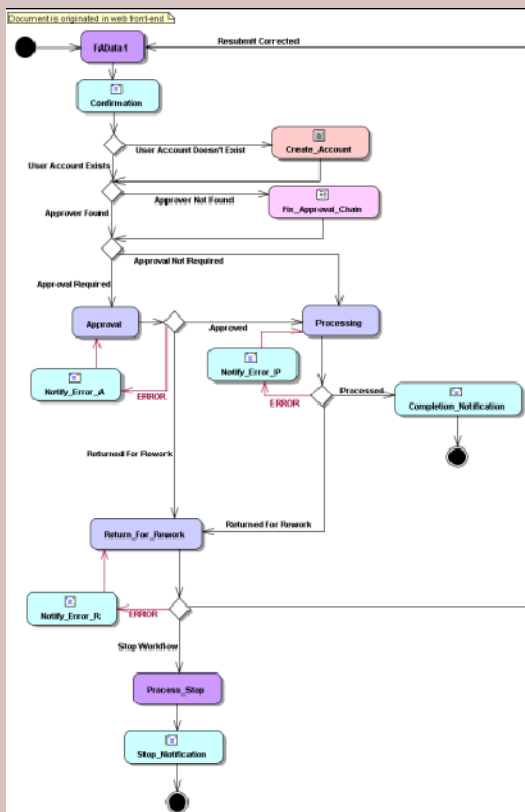 Document is originated in web front-end
Resubmit Corrected
Confirmation
User Account Doesn't Exist
Create_Account
User Account Exists
Approver Not Found
Fix_Approval_Chain
Approver Found
Approval Not Required
Approval Required
Approval
Approved
Processing
Notify_Error_A
ERROR
Notify_Error_P
ERROR
Processed
Completion_Notification
Returned For Rework
Returned For Rework
Return_For_Rework
Notify_Error_R
ERROR
Stop Workflow
Process_Stop
Stop_Notification